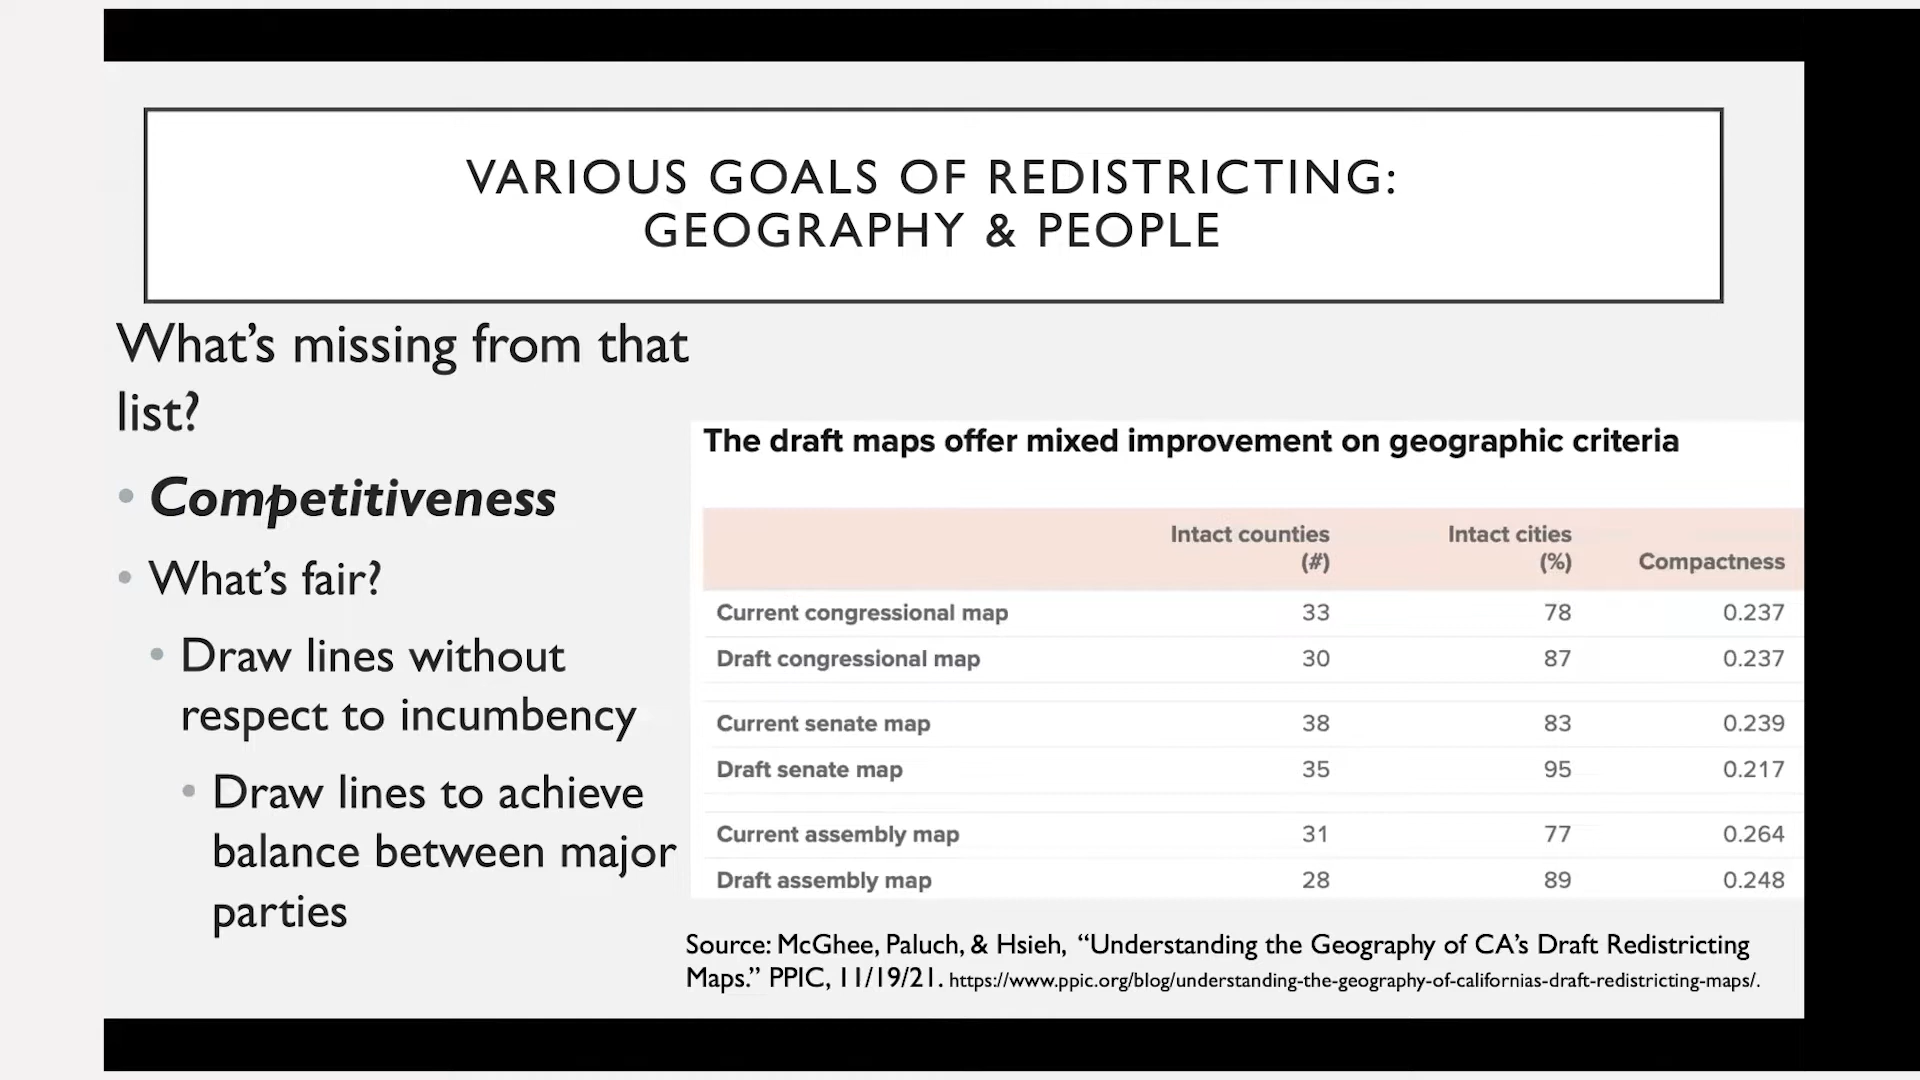 VARIOUS GOALS OF REDISTRICTING:
GEOGRAPHY & PEOPLE
What's missing from that
list?
• Competitiveness
• What's fair?
• Draw lines without
respect to incumbency
• Draw lines to achieve
balance between major
parties
The draft maps offer mixed improvement on geographic criteria
Intact counties (#) Intact cities (%) Compactness
Current congressional map 33 78 0.237
Draft congressional map 30 87 0.237
Current senate map 38 83 0.239
Draft senate map 35 95 0.217
Current assembly map 31 77 0.264
Draft assembly map 28 89 0.248
Source: McGhee, Paluch, & Hsieh, “Understanding the Geography of CA’s Draft Redistricting
Maps.” PPIC, 11/19/21. https://www.ppic.org/blog/understanding-the-geography-of-californias-draft-redistricting-maps/.